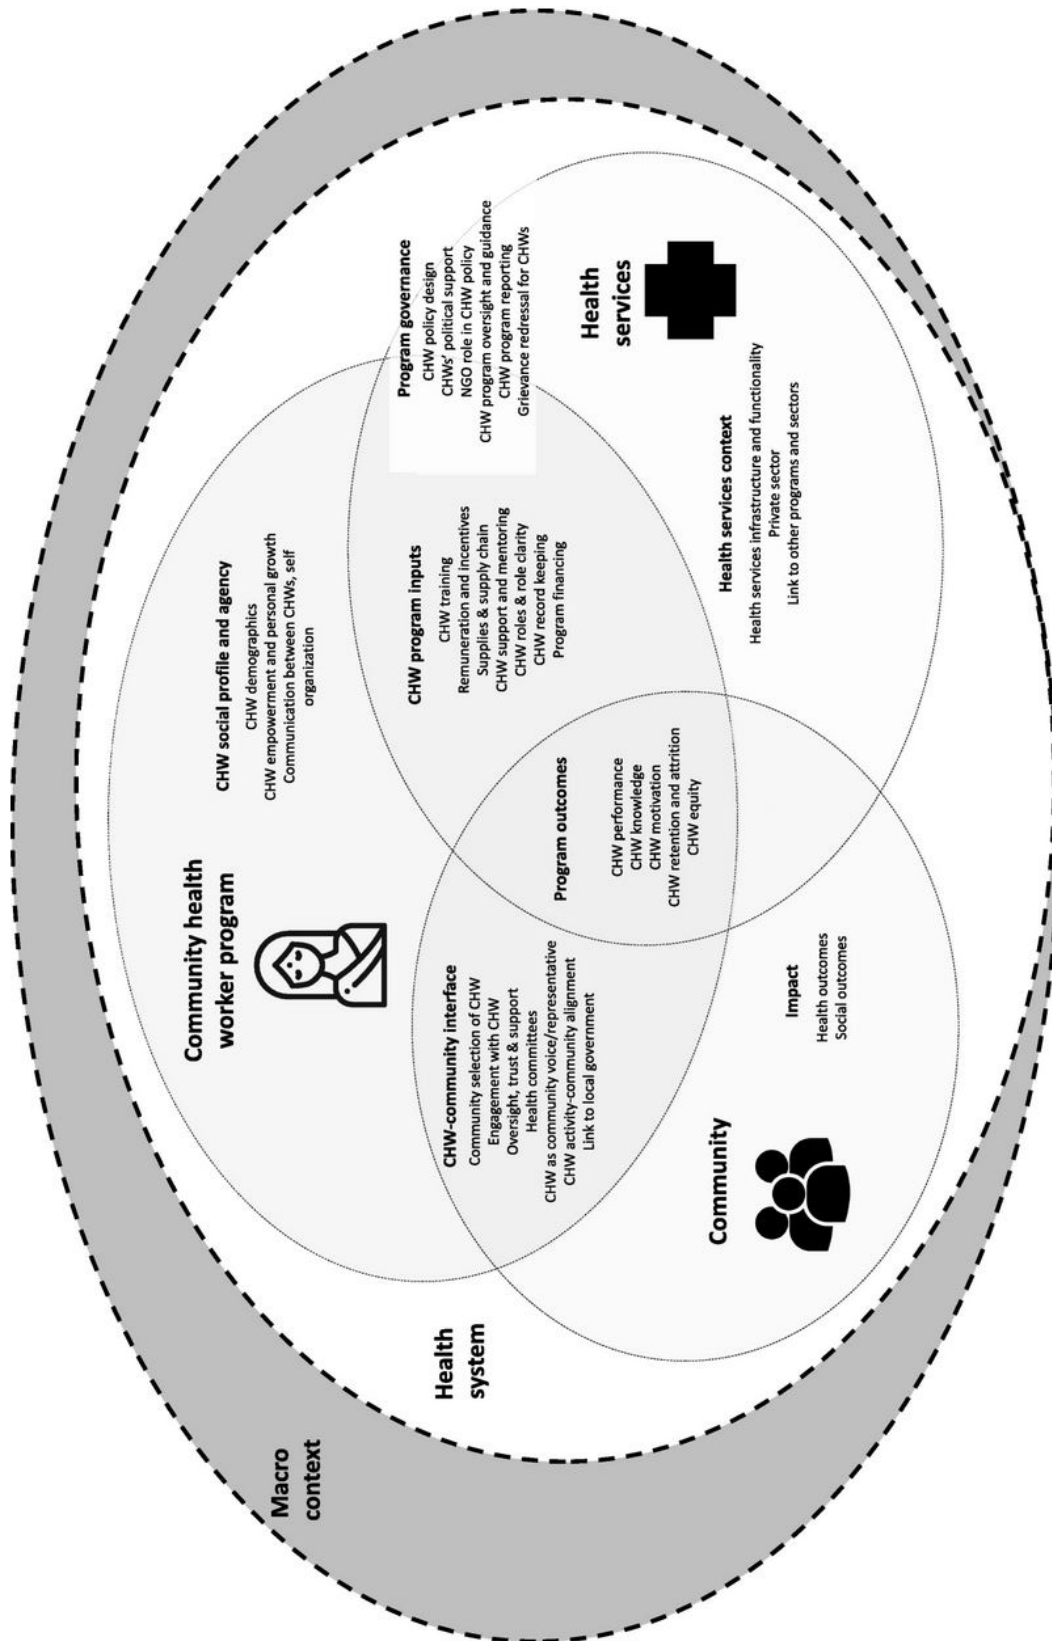 Macro
context
Health
system
Community health
worker program
CHW social profile and agency
CHW demographics
CHW empowerment and personal growth
Communication between CHWs, self
organization
Program governance
CHW policy design
CHWs’ political support
NGO role in CHW policy
CHW program oversight and guidance
CHW program reporting
Grievance redressal for CHWs
CHW program inputs
CHW training
Remuneration and incentives
Supplies & supply chain
CHW support and mentoring
CHW roles & role clarity
CHW record keeping
Program financing
CHW-community interface
Community selection of CHW
Engagement with CHW
Oversight, trust & support
Health committees
CHW as community voice/representative
CHW activity-community alignment
Link to local government
Program outcomes
CHW performance
CHW knowledge
CHW motivation
CHW retention and attrition
CHW equity
Health
services
Health services context
Health services infrastructure and functionality
Private sector
Link to other programs and sectors
Community
Impact
Health outcomes
Social outcomes